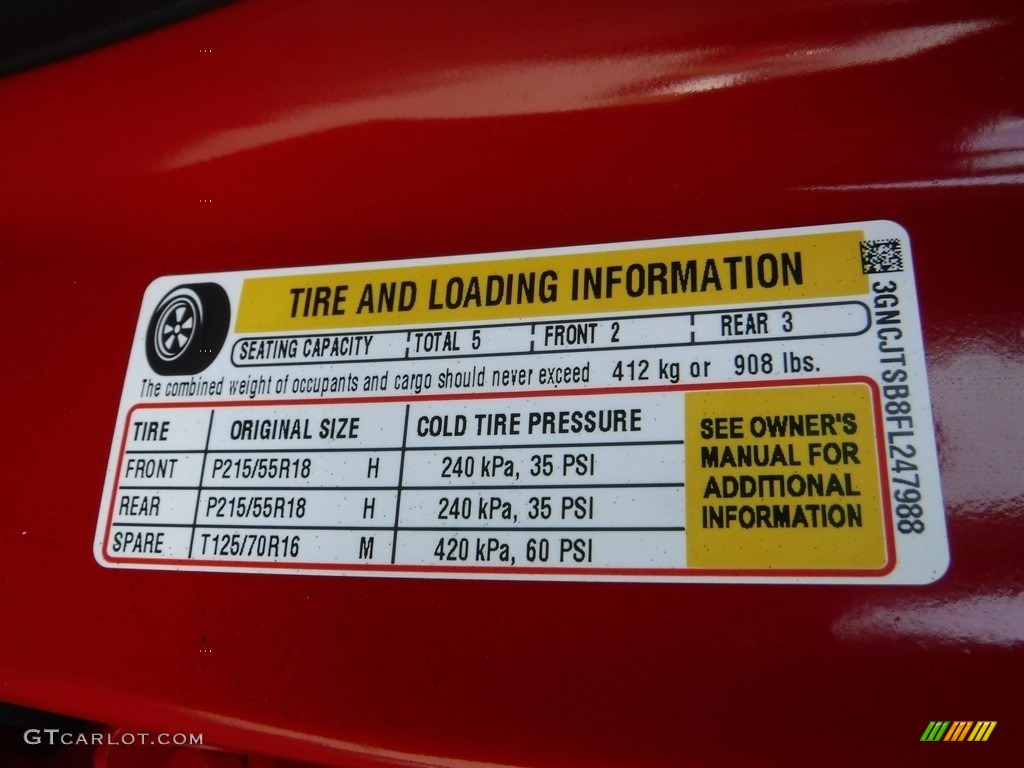 TIRE AND LOADING INFORMATION
SEATING CAPACITY TOTAL 5 FRONT 2 REAR 3
The combined weight of occupants and cargo should never exceed 412 kg or 908 lbs.
TIRE ORIGINAL SIZE COLD TIRE PRESSURE
FRONT P215/55R18 H 240 kPa, 35 PSI
REAR P215/55R18 H 240 kPa, 35 PSI
SPARE T125/70R16 M 420 kPa, 60 PSI
SEE OWNER'S
MANUAL FOR
ADDITIONAL
INFORMATION
3GNCJTSB8FL247988
GTCARLOT.COM